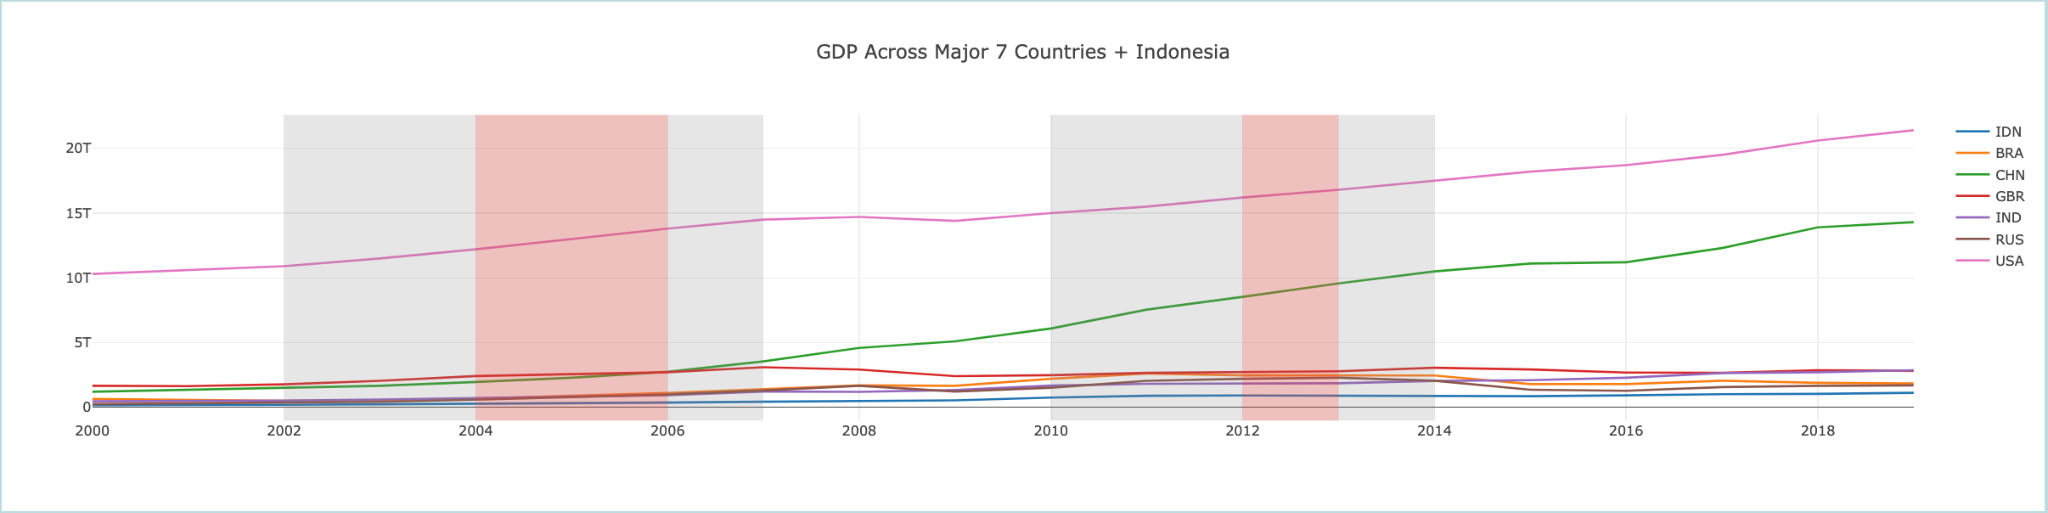 GDP Across Major 7 Countries + Indonesia
20T
15T
10T
5T
0
2000 2002 2004 2006 2008 2010 2012 2014 2016 2018
IDN
BRA
CHN
GBR
IND
RUS
USA